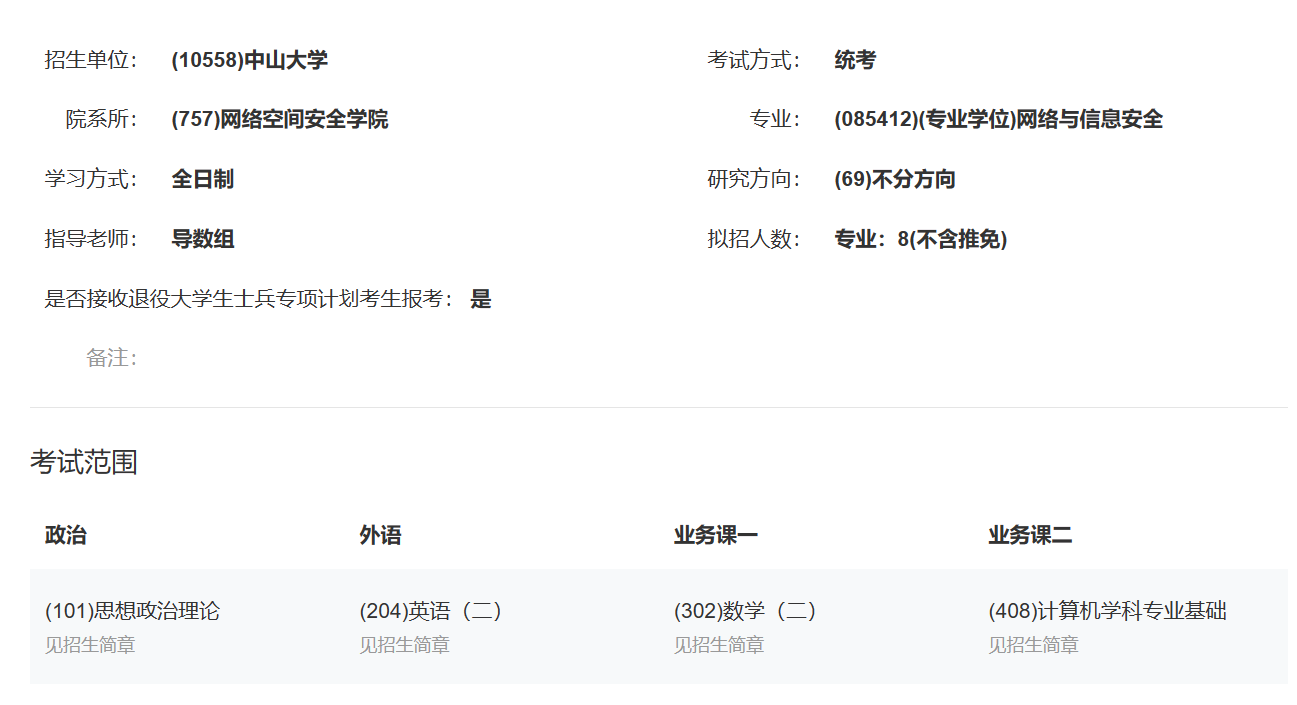 招生单位： (10558)中山大学 考试方式： 统考
院系所： (757)网络空间安全学院 专业： (085412)(专业学位)网络与信息安全
学习方式： 全日制 研究方向： (69)不分方向
指导老师： 导数组 拟招人数： 专业：8(不含推免)
是否接收退役大学生士兵专项计划考生报考： 是
备注：
考试范围
政治 外语 业务课一 业务课二
(101)思想政治理论 (204)英语（二） (302)数学（二） (408)计算机学科专业基础
见招生简章 见招生简章 见招生简章 见招生简章